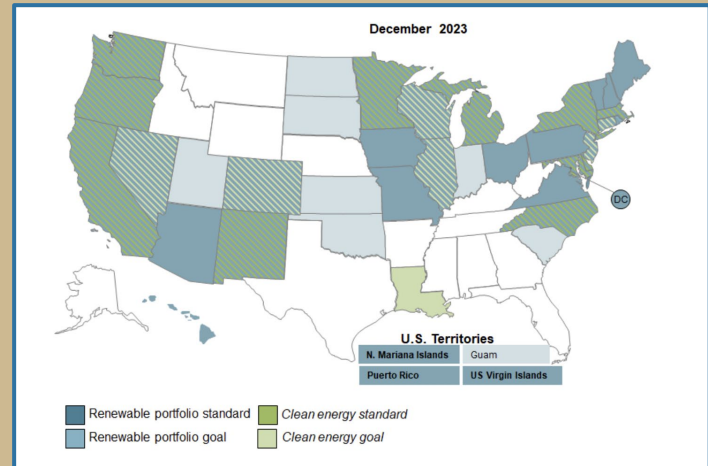 December 2023
DC
U.S. Territories
N. Mariana Islands Guam
Puerto Rico US Virgin Islands
Renewable portfolio standard Clean energy standard
Renewable portfolio goal Clean energy goal